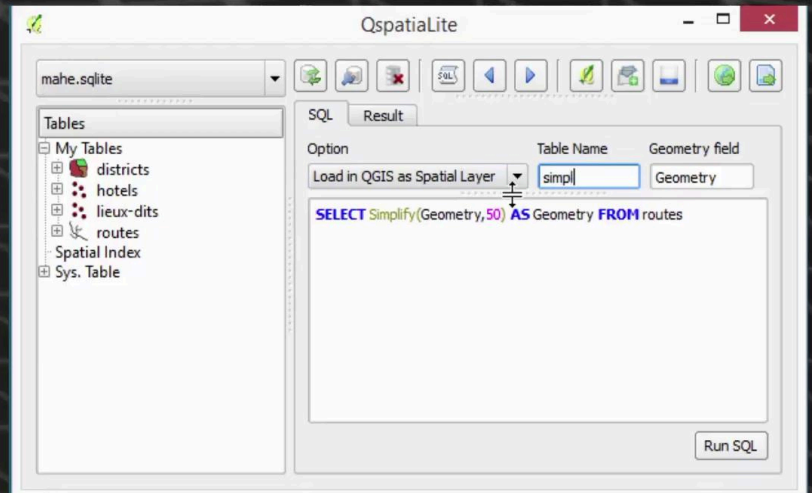 QspatiaLite
mahe.sqlite
SQL
Tables
SQL Result
Option Table Name Geometry field
Load in QGIS as Spatial Layer simpl Geometry
SELECT Simplify(Geometry,50) AS Geometry FROM routes
My Tables
districts
hotels
lieux-dits
routes
Spatial Index
Sys. Table
Run SQL